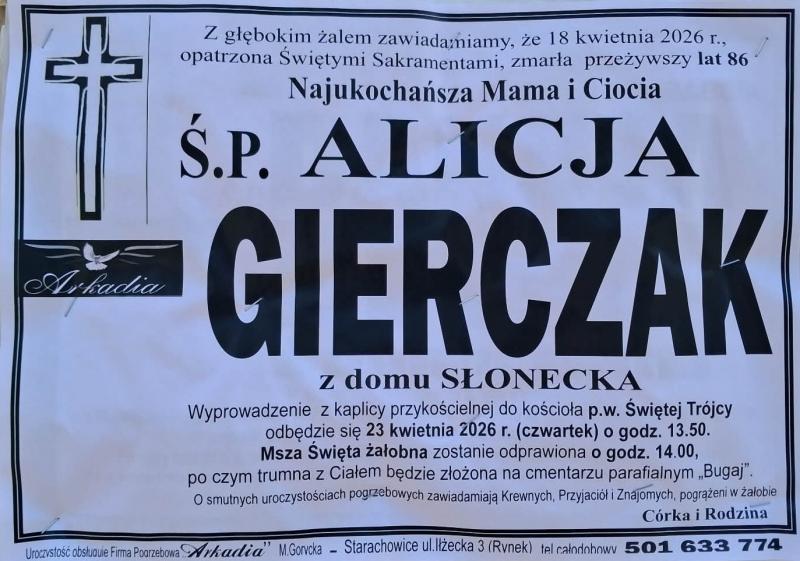 Z głębokim żalem zawiadamiamy, że 18 kwietnia 2026 r.,
opatrzona Świętymi Sakramentami, zmarła przeżywszy lat 86
Najukochańsza Mama i Ciocia
Ś.P. ALICJA
GIERCZAK
Arkadia
z domu SŁONECKA
Wyprowadzenie z kaplicy przykościelnej do kościoła p.w. Świętej Trójcy
odbędzie się 23 kwietnia 2026 r. (czwartek) o godz. 13.50.
Msza Święta żałobna zostanie odprawiona o godz. 14.00,
po czym trumna z Ciałem będzie złożona na cmentarzu parafialnym „Bugaj”.
O smutnych uroczystościach pogrzebowych zawiadamiają Krewnych, Przyjaciół i Znajomych, pogrążeni w żałobie
Córka i Rodzina
Uroczystość obsługuje Firma Pogrzebowa "Arkadia" M.Gorycka – Starachowice ul.Iłżecka 3 (Rynek) tel.całodobowy 501 633 774